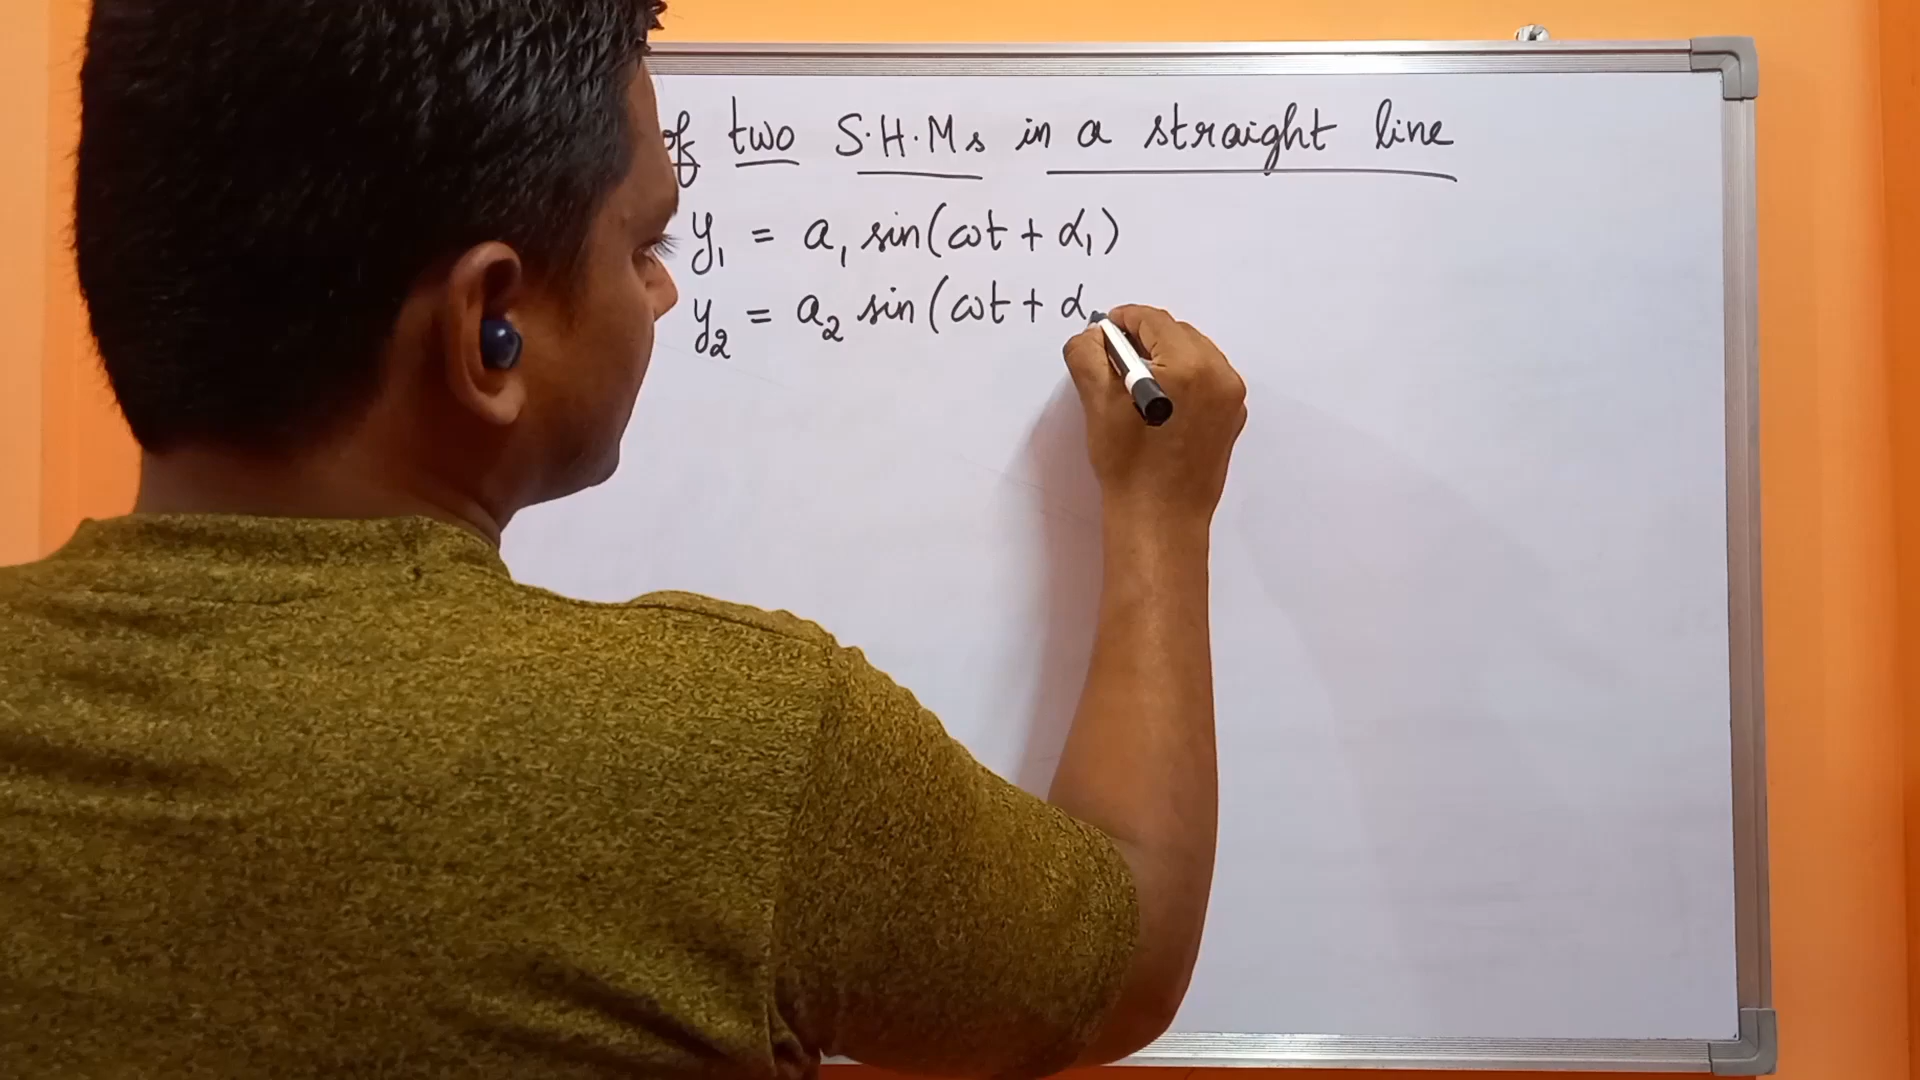 of two S.H.Ms in a straight line
y₁ = a₁ sin(ωt + α₁)
y₂ = a₂ sin(ωt + α